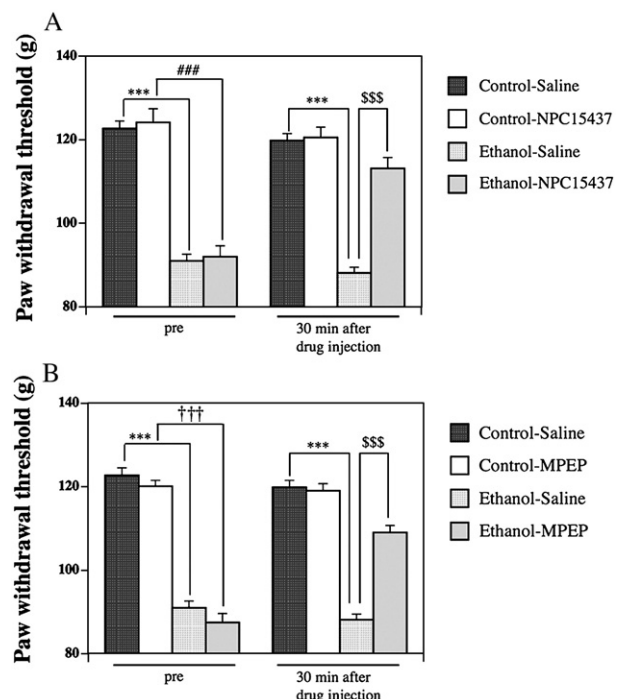 A
Paw withdrawal threshold (g)
140
120
100
80
***
###
***
$$$
pre
30 min after
drug injection
Control-Saline
Control-NPC15437
Ethanol-Saline
Ethanol-NPC15437
B
Paw withdrawal threshold (g)
140
120
100
80
***
†††
***
$$$
pre
30 min after
drug injection
Control-Saline
Control-MPEP
Ethanol-Saline
Ethanol-MPEP